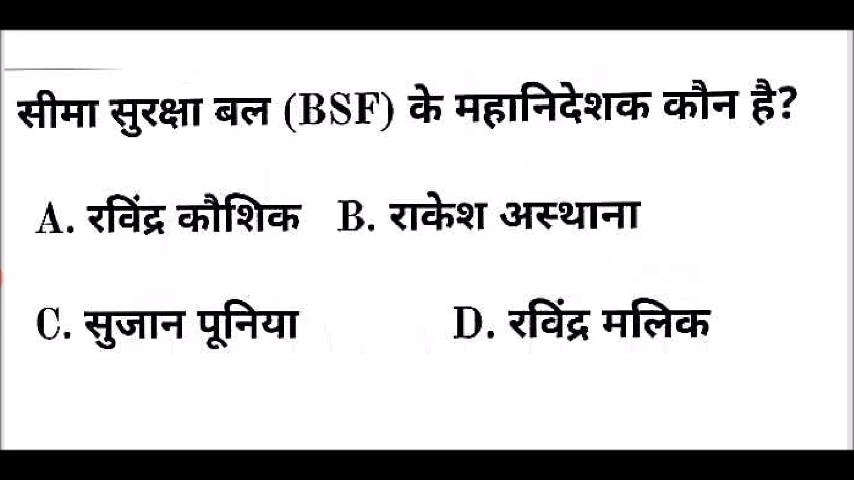 सीमा सुरक्षा बल (BSF) के महानिदेशक कौन है?
A. रविंद्र कौशिक B. राकेश अस्थाना
C. सुजान पूनिया D. रविंद्र मलिक